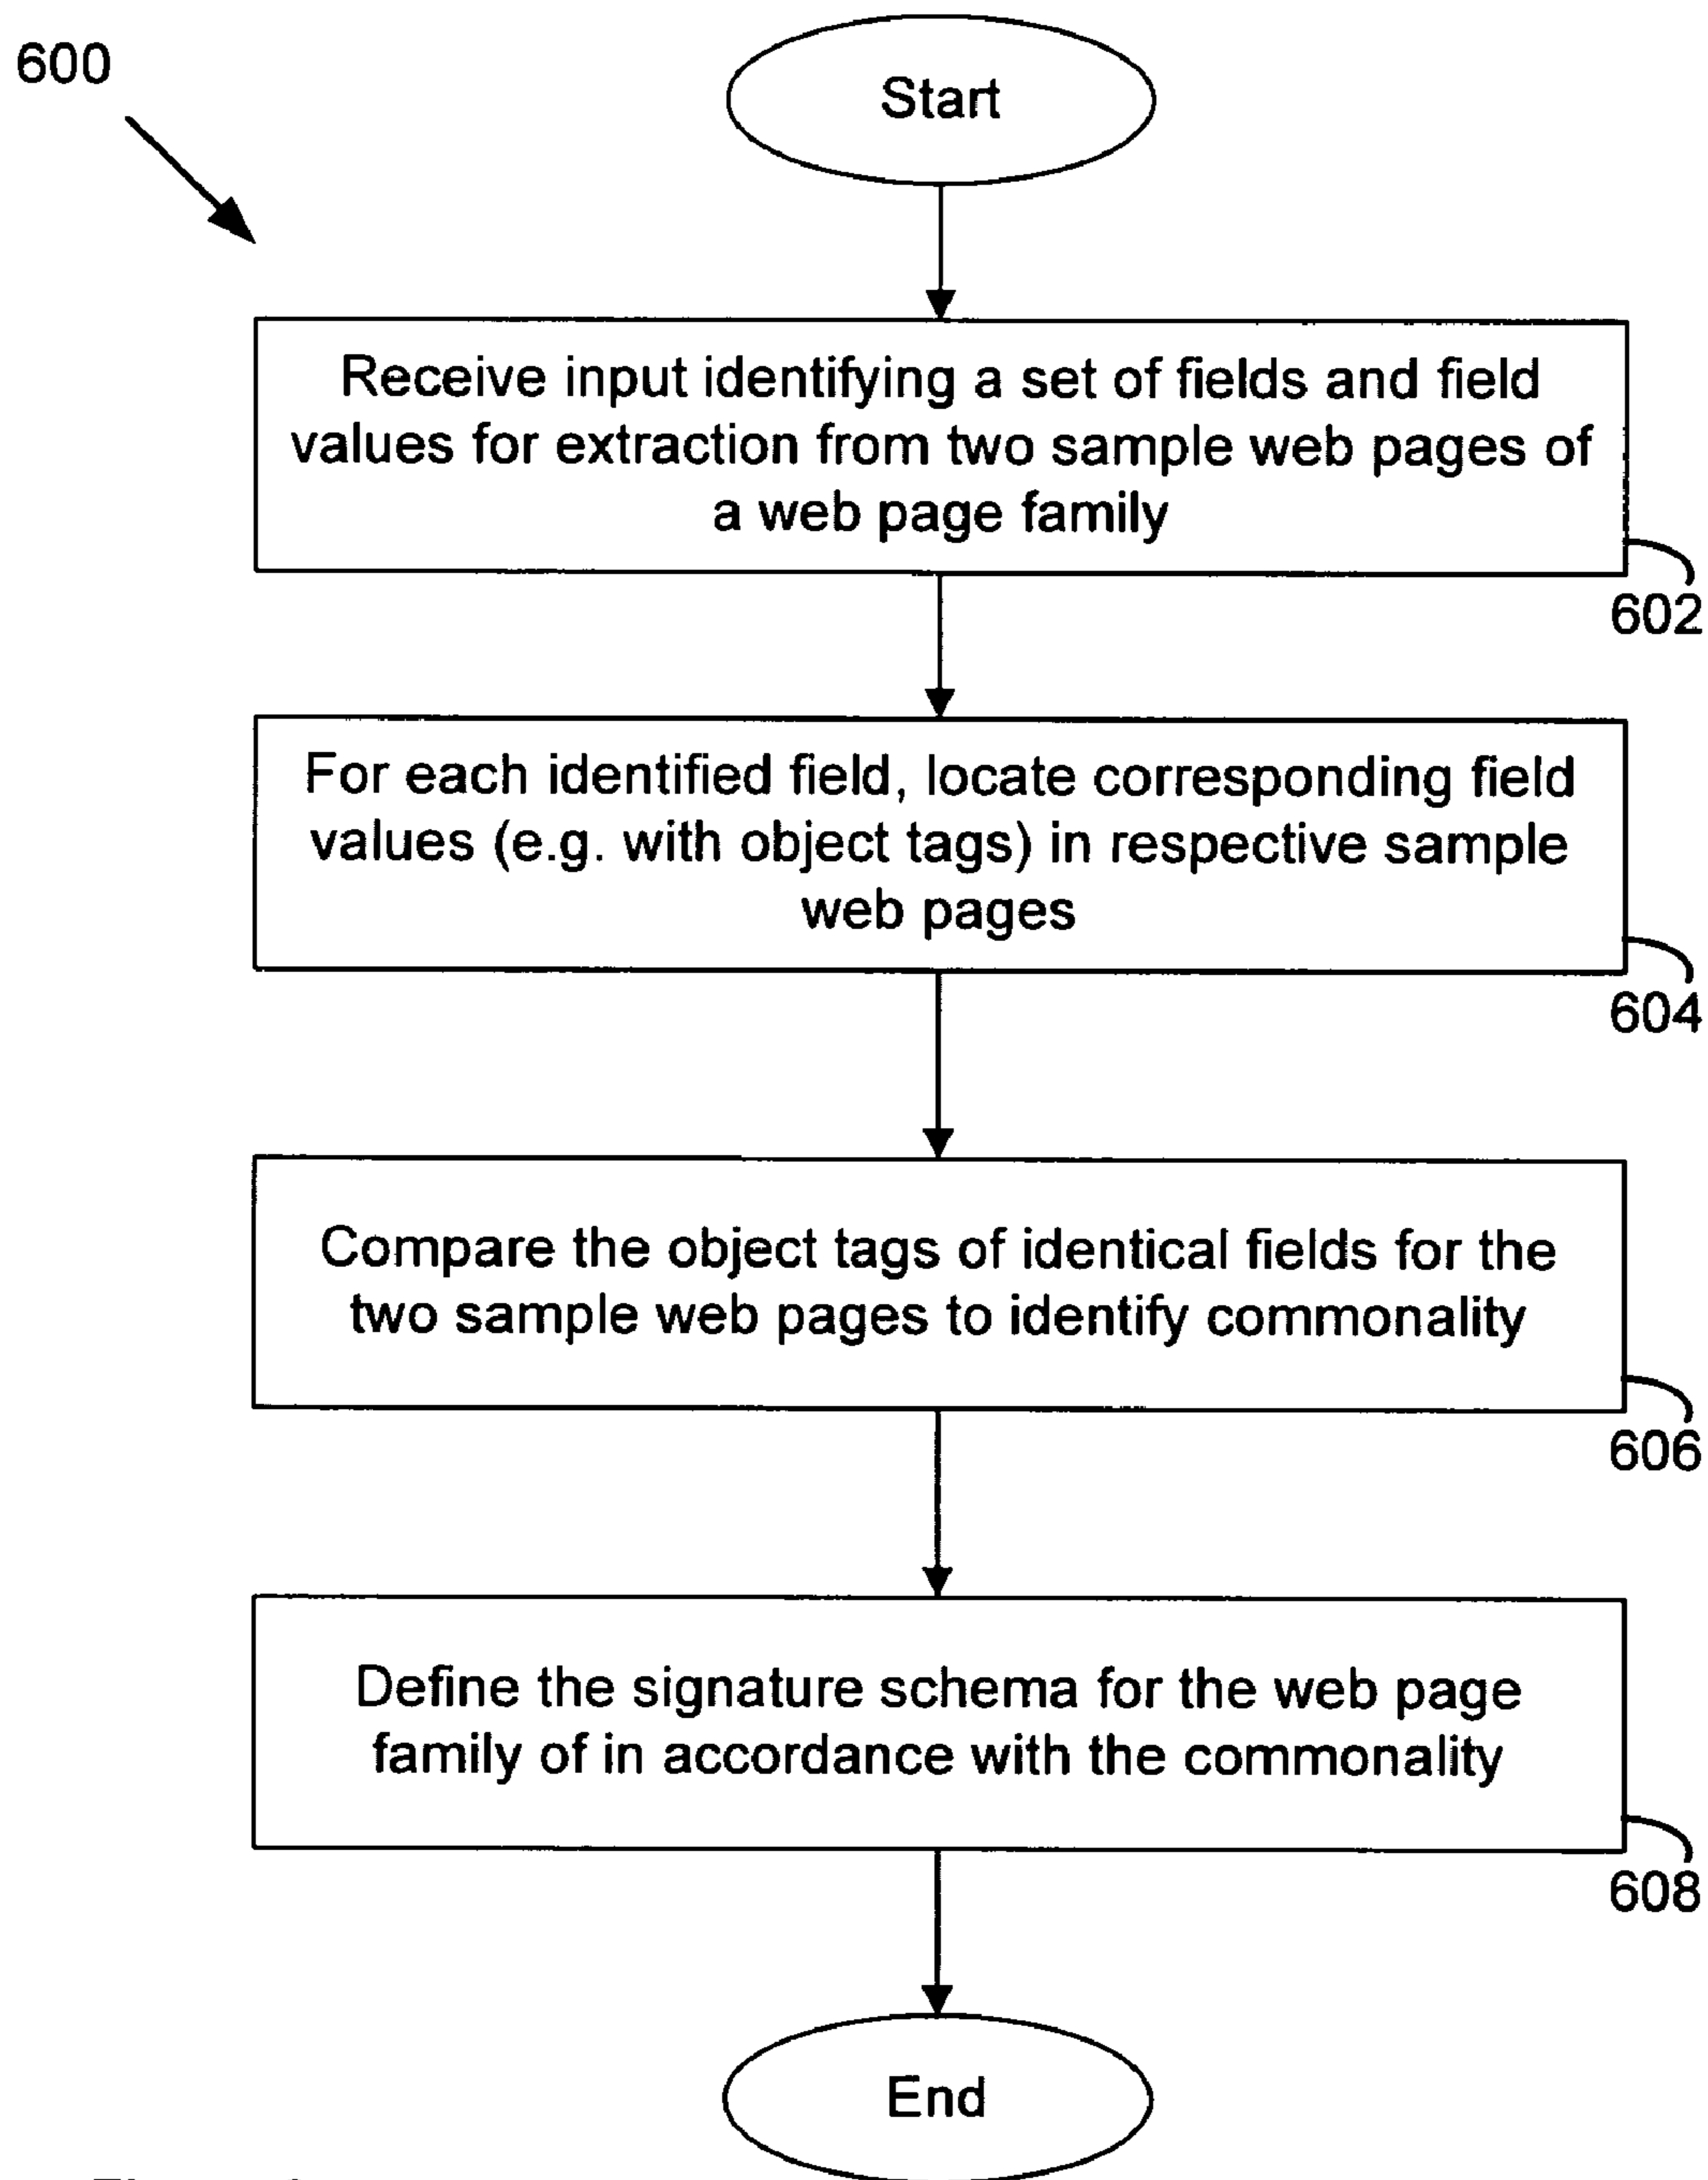 600
Start
Receive input identifying a set of fields and field
values for extraction from two sample web pages of
a web page family
602
For each identified field, locate corresponding field
values (e.g. with object tags) in respective sample
web pages
604
Compare the object tags of identical fields for the
two sample web pages to identify commonality
606
Define the signature schema for the web page
family of in accordance with the commonality
608
End